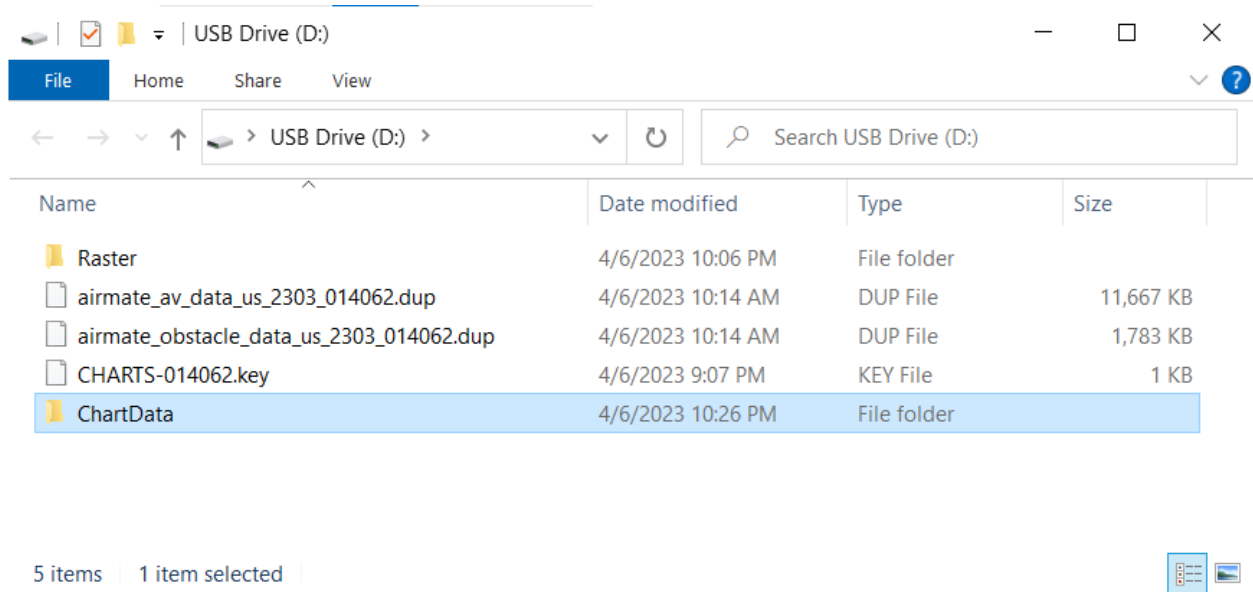 USB Drive (D:)
File Home Share View ?
USB Drive (D:) Search USB Drive (D:)
Name Date modified Type Size
Raster 4/6/2023 10:06 PM File folder
airmate_av_data_us_2303_014062.dup 4/6/2023 10:14 AM DUP File 11,667 KB
airmate_obstacle_data_us_2303_014062.dup 4/6/2023 10:14 AM DUP File 1,783 KB
CHARTS-014062.key 4/6/2023 9:07 PM KEY File 1 KB
ChartData 4/6/2023 10:26 PM File folder
5 items 1 item selected